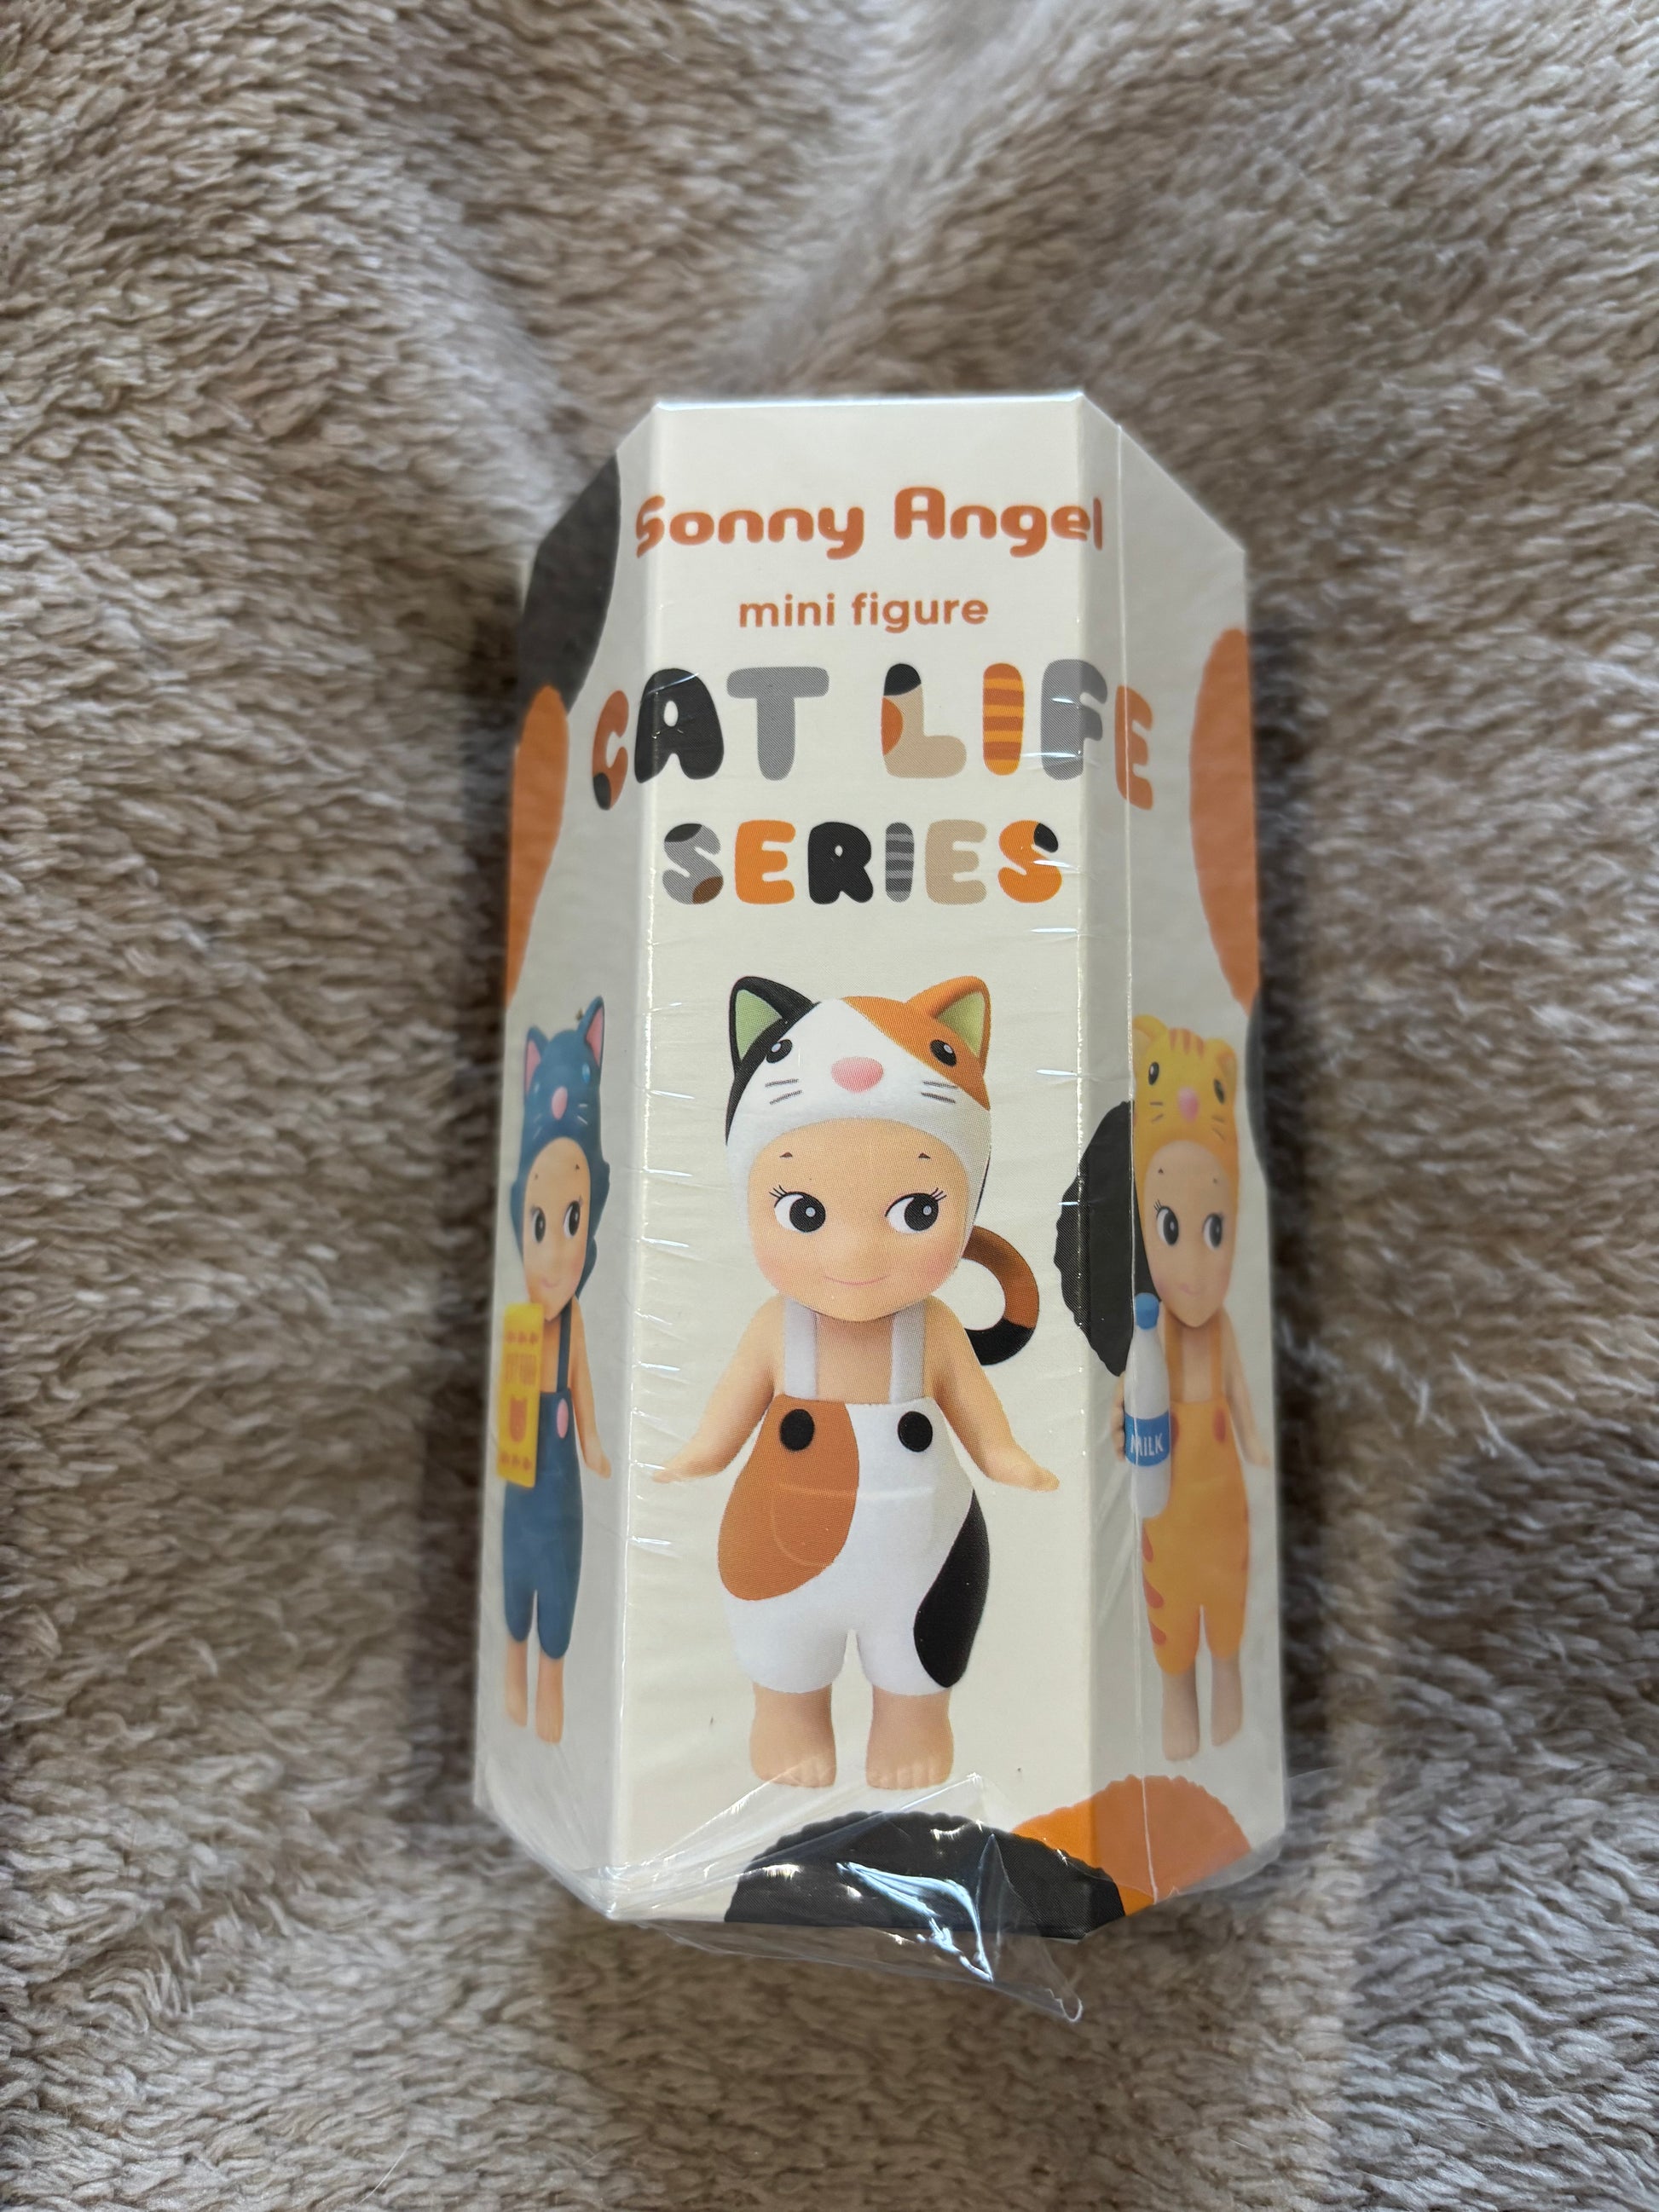 Sonny Angel
mini figure
CAT LIFE
SERIES
MILK